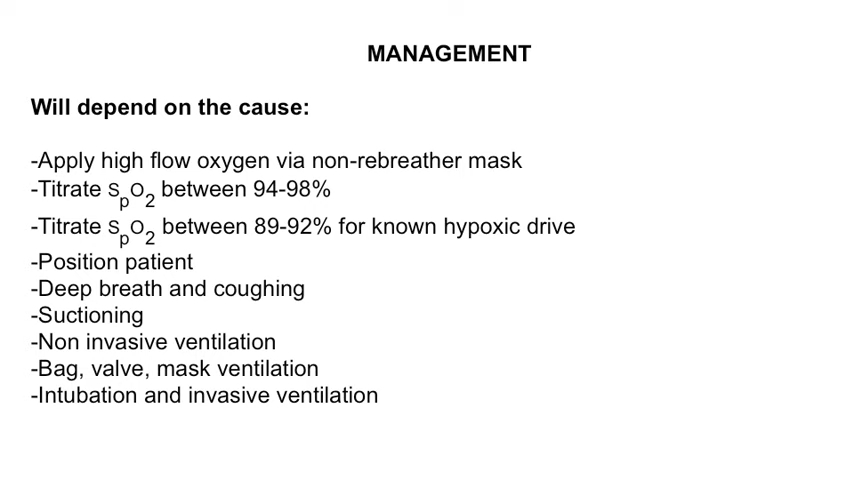 MANAGEMENT
Will depend on the cause:
-Apply high flow oxygen via non-rebreather mask
-Titrate SpO2 between 94-98%
-Titrate SpO2 between 89-92% for known hypoxic drive
-Position patient
-Deep breath and coughing
-Suctioning
-Non invasive ventilation
-Bag, valve, mask ventilation
-Intubation and invasive ventilation